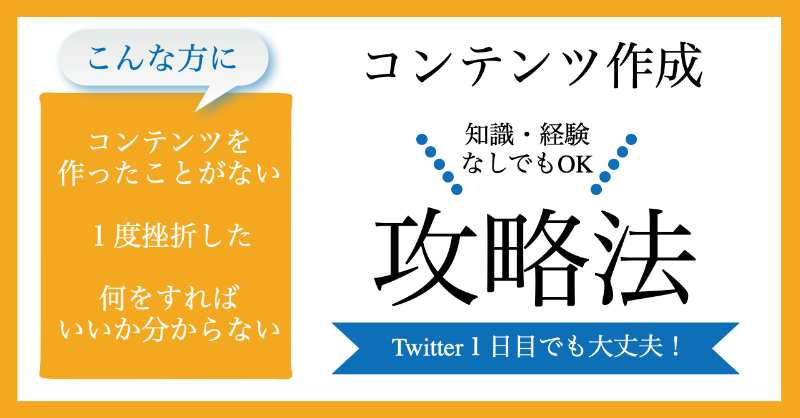 こんな方に
コンテンツを
作ったことがない
１度挫折した
何をすれば
いいか分からない
コンテンツ作成
知識・経験
なしでもOK
攻略法
Twitter１日目でも大丈夫！